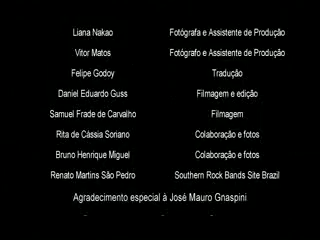 Liana Nakao Fotógrafa e Assistente de Produção
Vitor Matos Fotógrafo e Assistente de Produção
Felipe Godoy Tradução
Daniel Eduardo Guss Filmagem e edição
Samuel Frade de Carvalho Filmagem
Rita de Cássia Soriano Colaboração e fotos
Bruno Henrique Miguel Colaboração e fotos
Renato Martins São Pedro Southern Rock Bands Site Brazil
Agradecimento especial à José Mauro Gnaspini